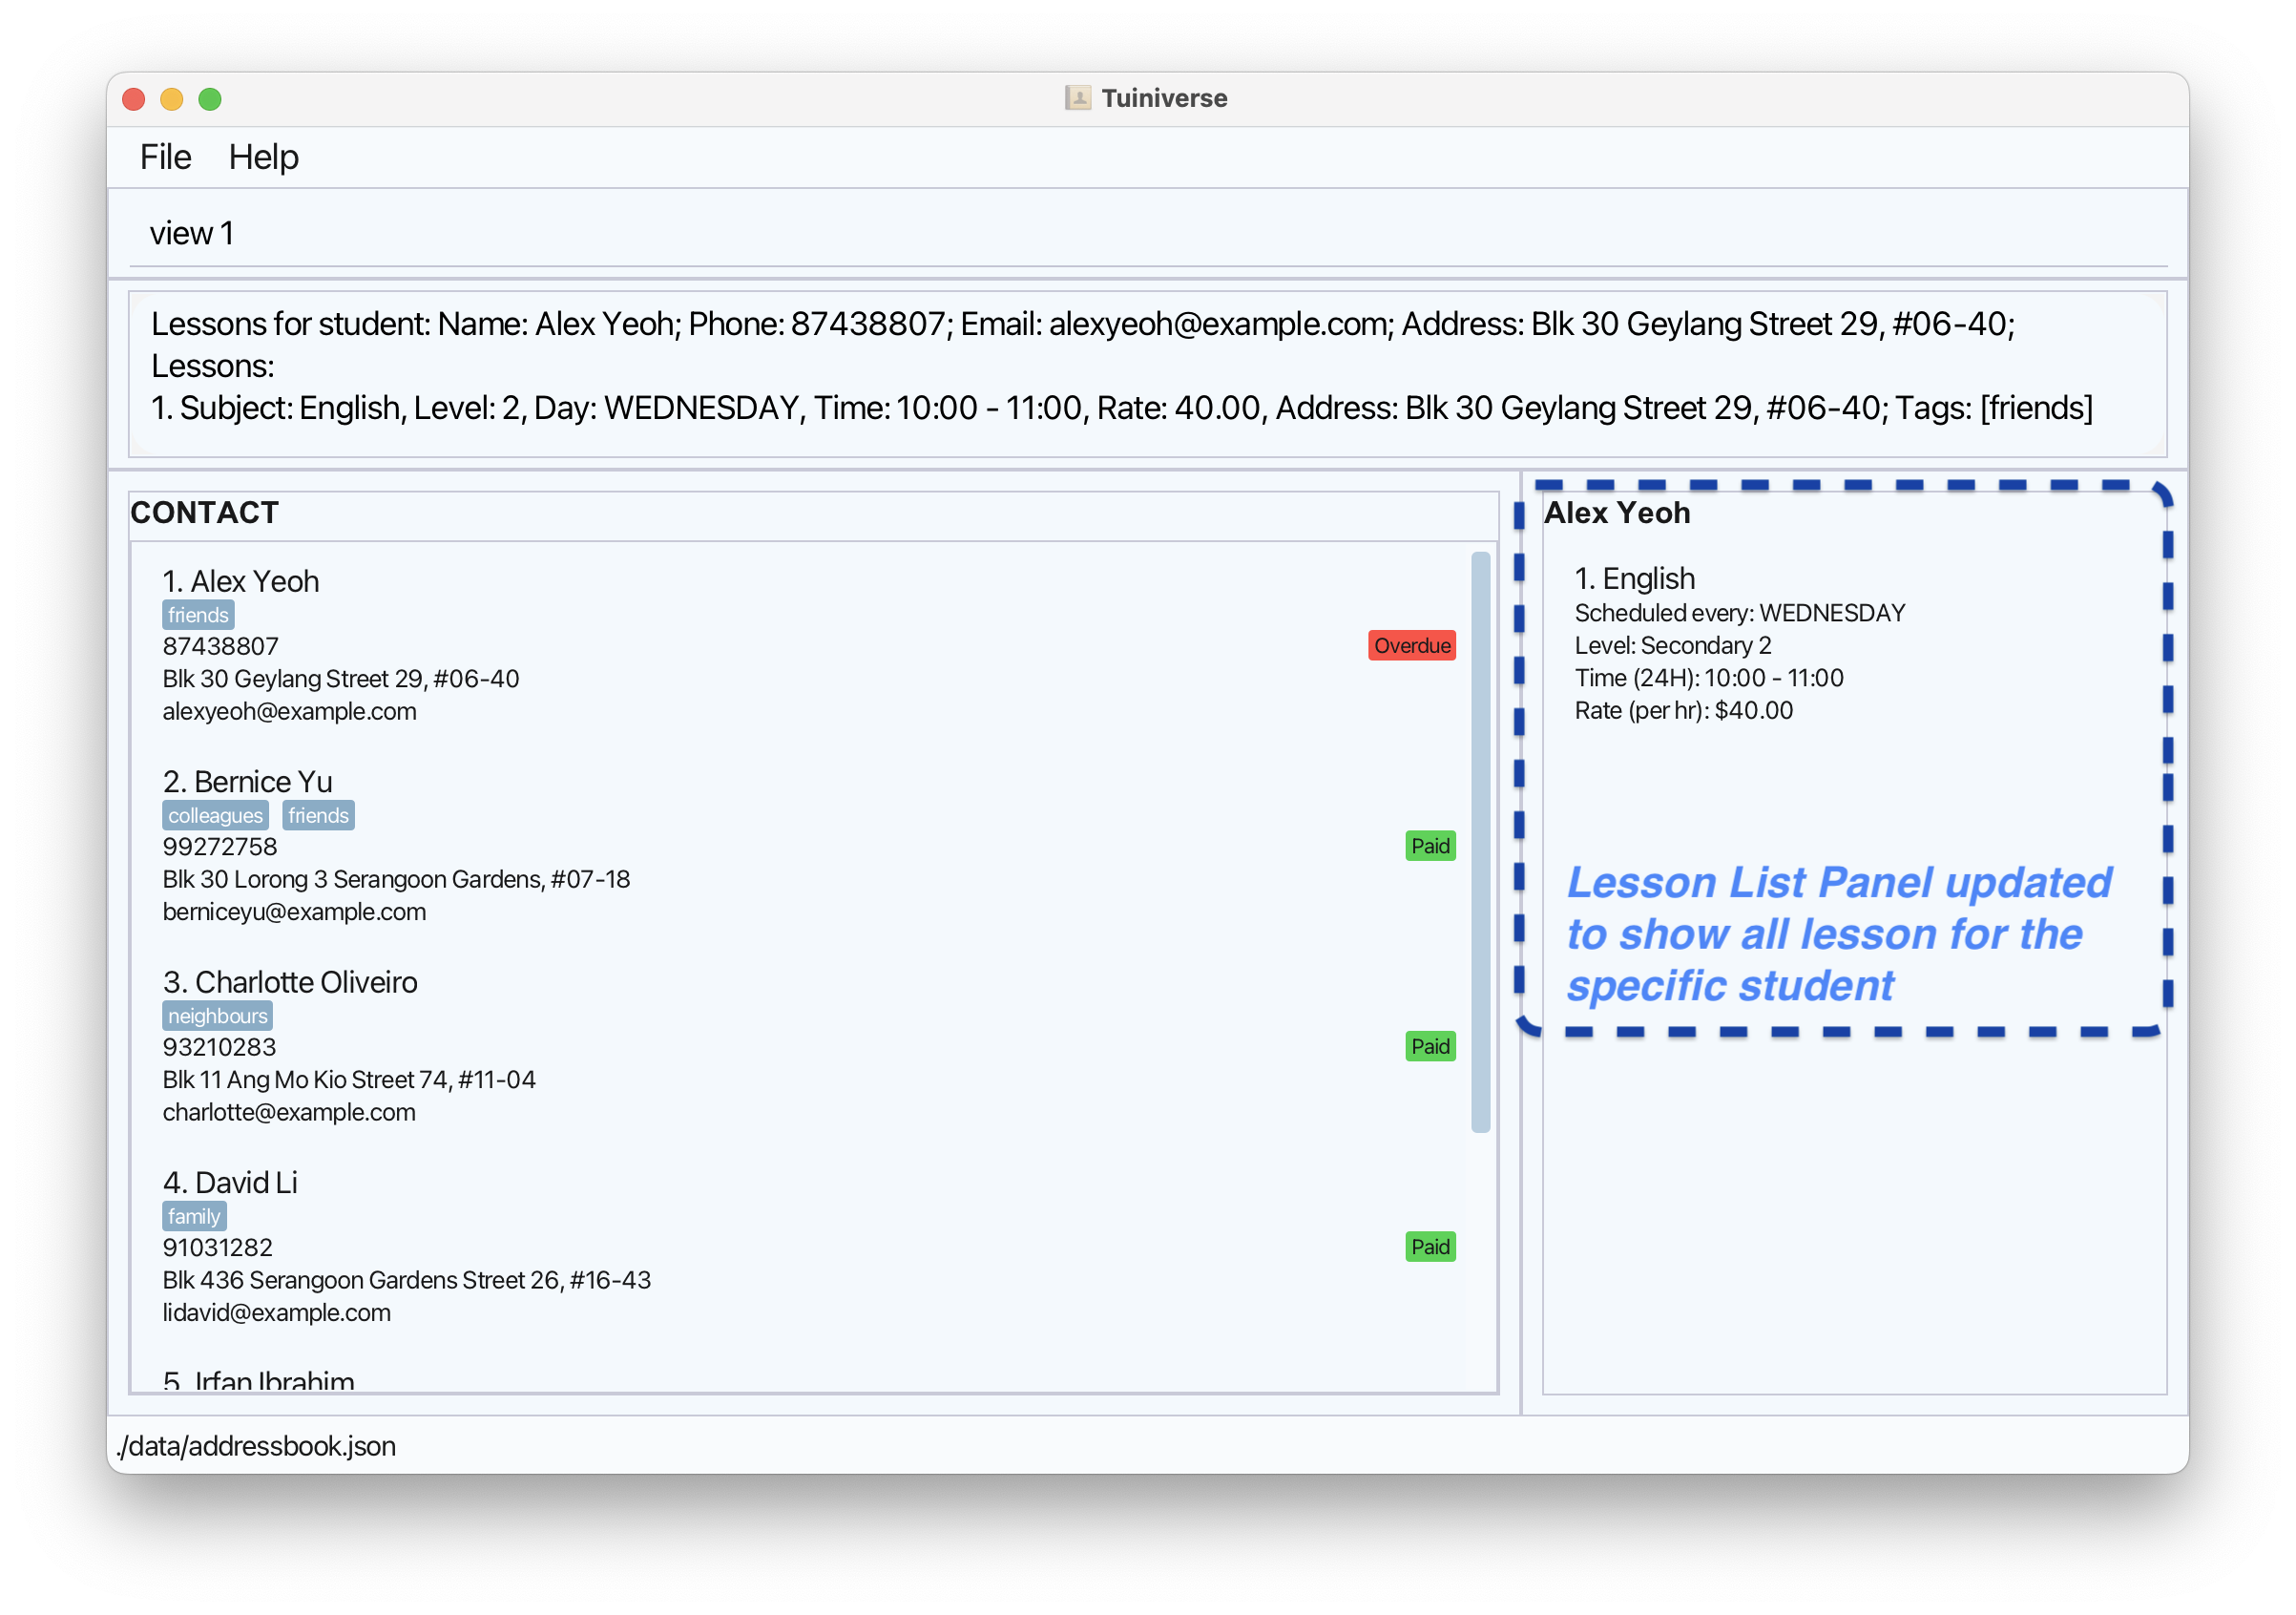 Tuiniverse
File Help
view 1
Lessons for student: Name: Alex Yeoh; Phone: 87438807; Email: alexyeoh@example.com; Address: Blk 30 Geylang Street 29, #06-40;
Lessons:
1. Subject: English, Level: 2, Day: WEDNESDAY, Time: 10:00 - 11:00, Rate: 40.00, Address: Blk 30 Geylang Street 29, #06-40; Tags: [friends]
CONTACT
1. Alex Yeoh
friends
87438807
Overdue
Blk 30 Geylang Street 29, #06-40
alexyeoh@example.com
2. Bernice Yu
colleagues friends
99272758
Paid
Blk 30 Lorong 3 Serangoon Gardens, #07-18
berniceyu@example.com
3. Charlotte Oliveiro
neighbours
93210283
Paid
Blk 11 Ang Mo Kio Street 74, #11-04
charlotte@example.com
4. David Li
family
91031282
Paid
Blk 436 Serangoon Gardens Street 26, #16-43
lidavid@example.com
5. Irfan Ibrahim
Alex Yeoh
1. English
Scheduled every: WEDNESDAY
Level: Secondary 2
Time (24H): 10:00 - 11:00
Rate (per hr): $40.00
Lesson List Panel updated
to show all lesson for the
specific student
./data/addressbook.json